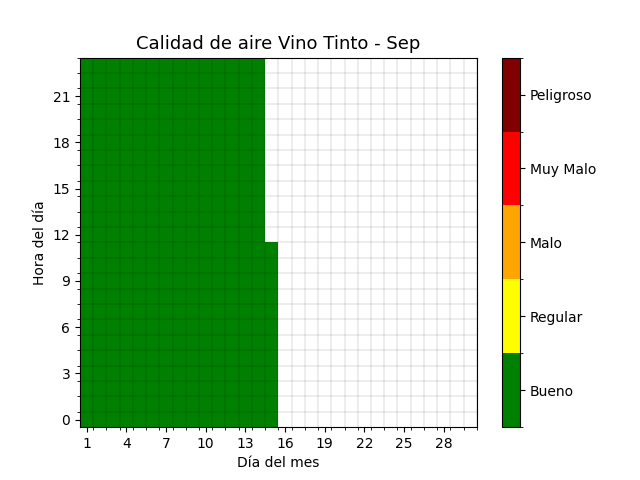 Calidad de aire Vino Tinto - Sep
21
18
15
12
9
6
3
0
Hora del día
1 4 7 10 13 16 19 22 25 28
Día del mes
Peligroso
Muy Malo
Malo
Regular
Bueno